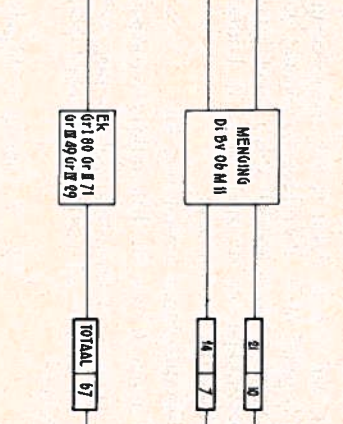 Ek
Gr I 80 Gr II 71
Gr III 69 Gr IV 69
MENGING
Di Bv Ob M II
TOTAAL 67
14 7
21 10